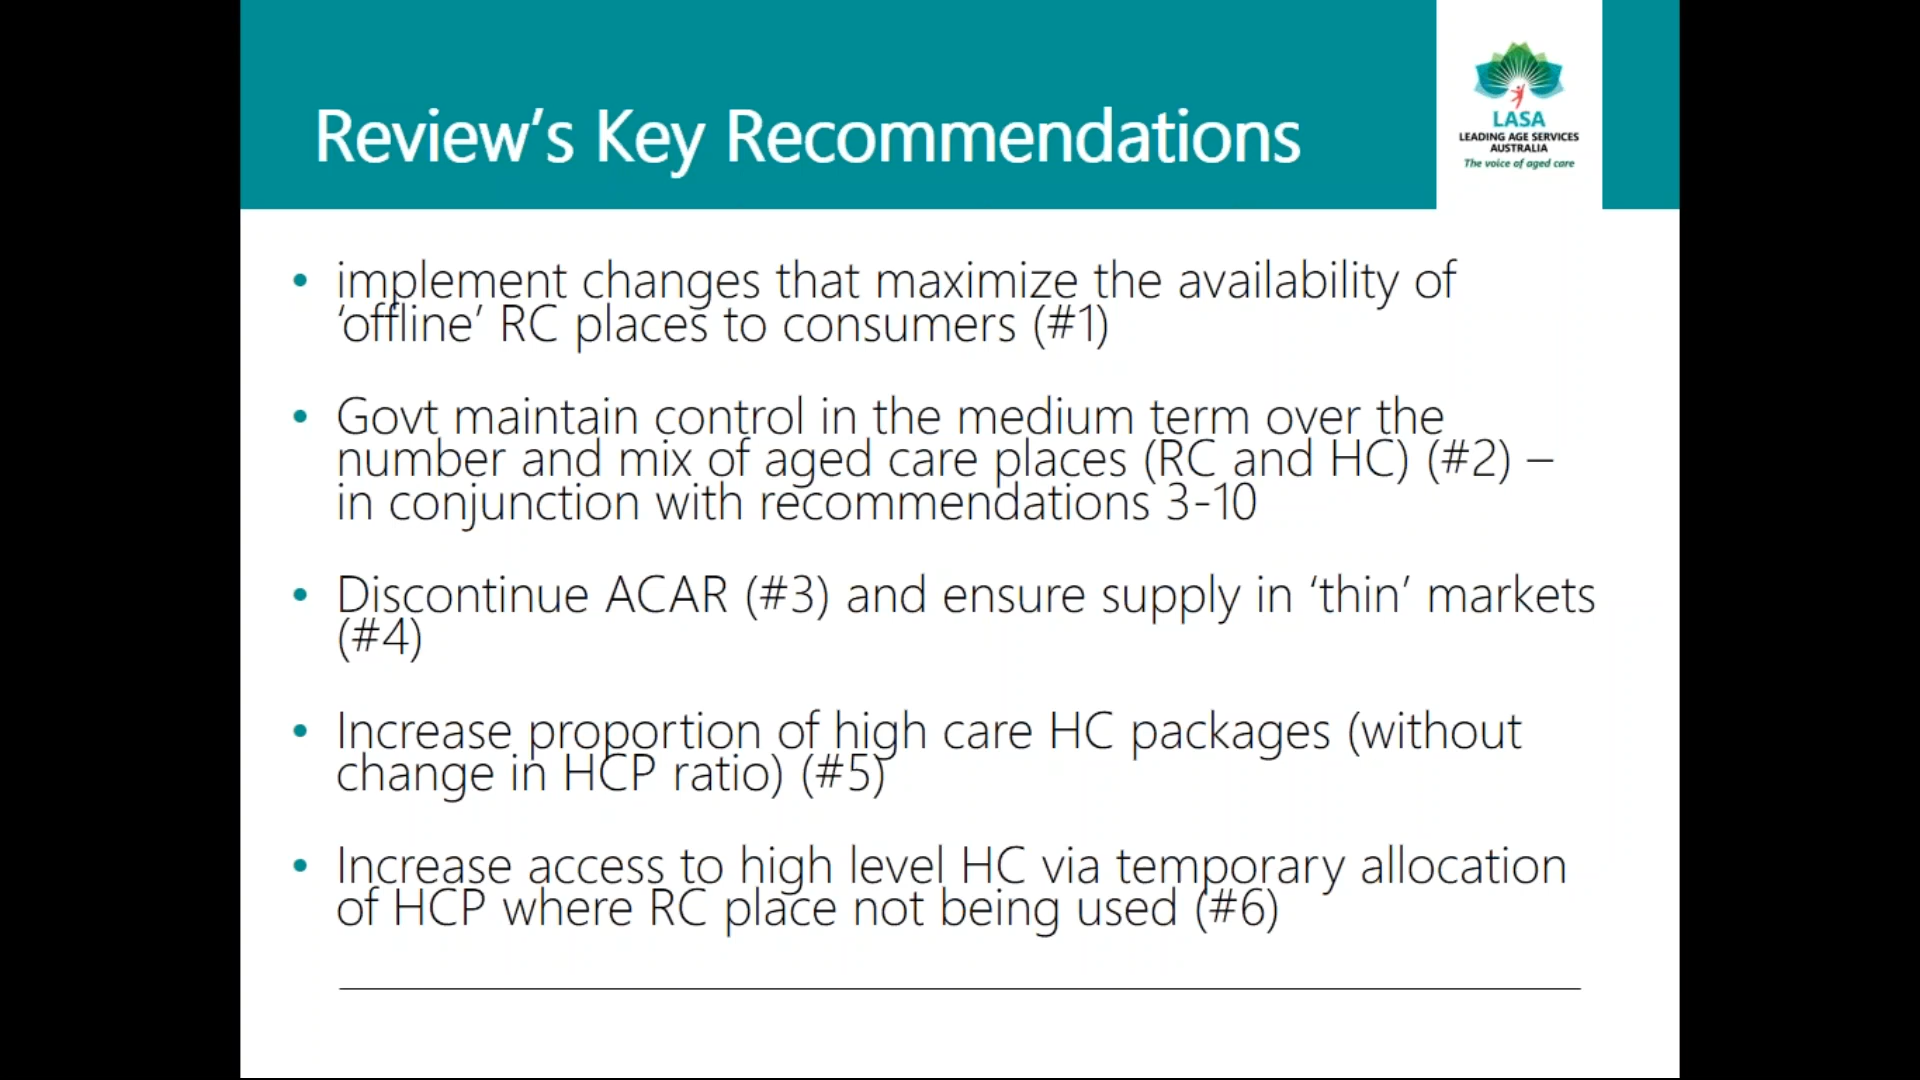 Review's Key Recommendations
LASA
LEADING AGE SERVICES
AUSTRALIA
The voice of aged care
• implement changes that maximize the availability of
'offline' RC places to consumers (#1)
• Govt maintain control in the medium term over the
number and mix of aged care places (RC and HC) (#2) –
in conjunction with recommendations 3-10
• Discontinue ACAR (#3) and ensure supply in 'thin' markets
(#4)
• Increase proportion of high care HC packages (without
change in HCP ratio) (#5)
• Increase access to high level HC via temporary allocation
of HCP where RC place not being used (#6)